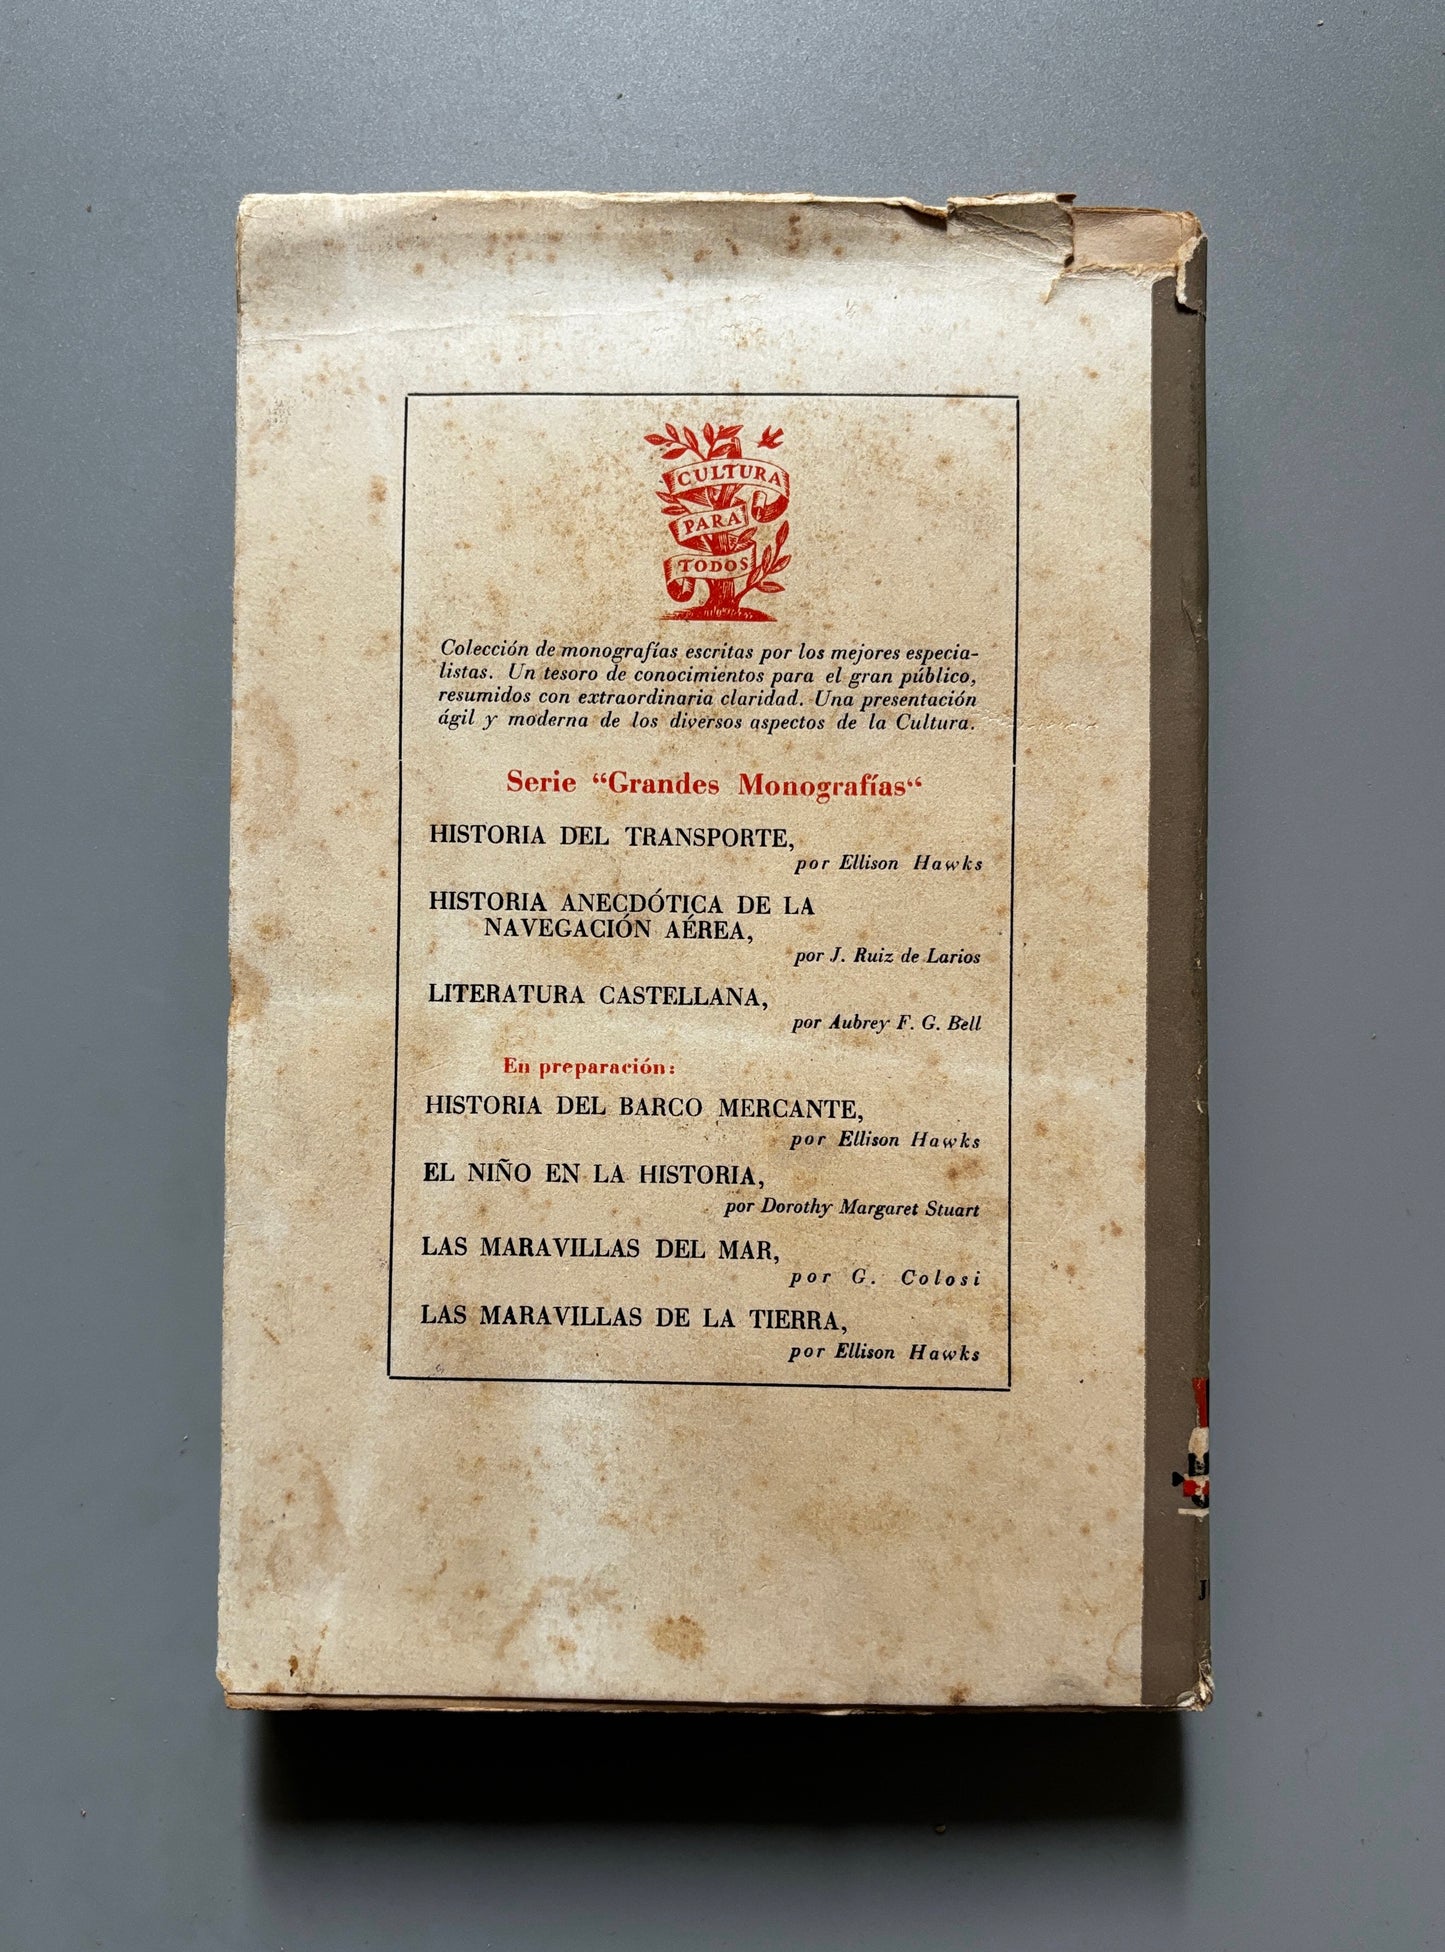 CULTURA
PARA
TODOS
Colección de monografías escritas por los mejores especia-
listas. Un tesoro de conocimientos para el gran público,
resumidos con extraordinaria claridad. Una presentación
ágil y moderna de los diversos aspectos de la Cultura.
Serie “Grandes Monografías“
HISTORIA DEL TRANSPORTE,
por Ellison Hawks
HISTORIA ANECDÓTICA DE LA
NAVEGACIÓN AÉREA,
por J. Ruiz de Larios
LITERATURA CASTELLANA,
por Aubrey F. G. Bell
En preparación:
HISTORIA DEL BARCO MERCANTE,
por Ellison Hawks
EL NIÑO EN LA HISTORIA,
por Dorothy Margaret Stuart
LAS MARAVILLAS DEL MAR,
por G. Colosi
LAS MARAVILLAS DE LA TIERRA,
por Ellison Hawks
J